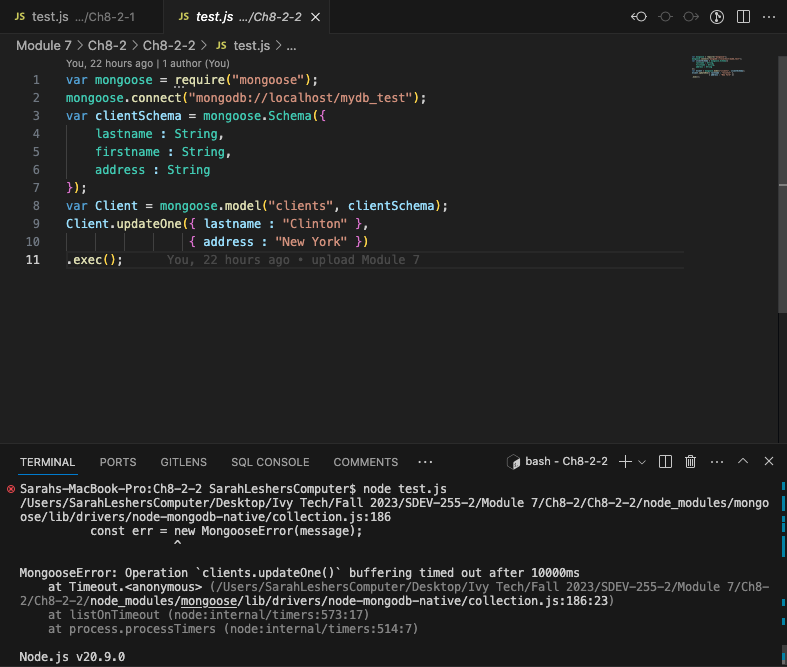 JS test.js .../Ch8-2-1 JS test.js .../Ch8-2-2
Module 7 > Ch8-2 > Ch8-2-2 > JS test.js > ...
You, 22 hours ago | 1 author (You)
1 var mongoose = require("mongoose");
2 mongoose.connect("mongodb://localhost/mydb_test");
3 var clientSchema = mongoose.Schema({
4 lastname : String,
5 firstname : String,
6 address : String
7 });
8 var Client = mongoose.model("clients", clientSchema);
9 Client.updateOne({ lastname : "Clinton" },
10 { address : "New York" })
11 .exec(); You, 22 hours ago • upload Module 7
TERMINAL PORTS GITLENS SQL CONSOLE COMMENTS ... bash - Ch8-2-2
Sarahs-MacBook-Pro:Ch8-2-2 SarahLeshersComputer$ node test.js
/Users/SarahLeshersComputer/Desktop/Ivy Tech/Fall 2023/SDEV-255-2/Module 7/Ch8-2/Ch8-2-2/node_modules/mongo
ose/lib/drivers/node-mongodb-native/collection.js:186
const err = new MongooseError(message);
^
MongooseError: Operation `clients.updateOne()` buffering timed out after 10000ms
at Timeout.<anonymous> (/Users/SarahLeshersComputer/Desktop/Ivy Tech/Fall 2023/SDEV-255-2/Module 7/Ch8-
2/Ch8-2-2/node_modules/mongoose/lib/drivers/node-mongodb-native/collection.js:186:23)
at listOnTimeout (node:internal/timers:573:17)
at process.processTimers (node:internal/timers:514:7)
Node.js v20.9.0